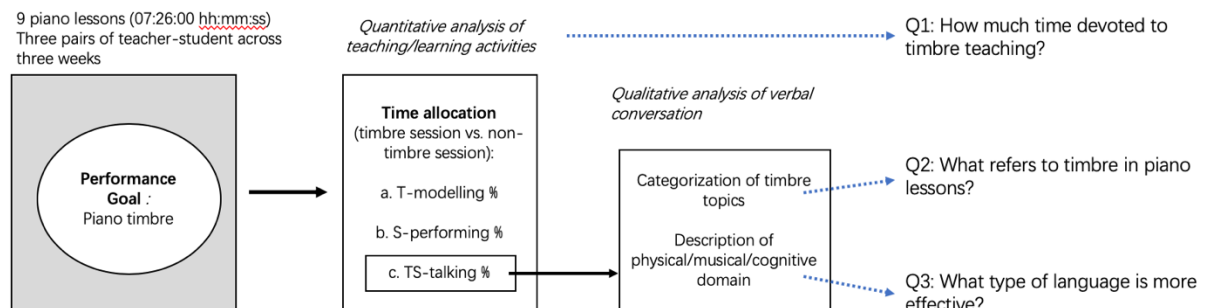 9 piano lessons (07:26:00 hh:mm:ss)
Three pairs of teacher-student across
three weeks
Performance
Goal :
Piano timbre
Quantitative analysis of
teaching/learning activities
Time allocation
(timbre session vs. non-
timbre session):
a. T-modelling %
b. S-performing %
c. TS-talking %
Qualitative analysis of verbal
conversation
Categorization of timbre
topics
Description of
physical/musical/cognitive
domain
Q1: How much time devoted to
timbre teaching?
Q2: What refers to timbre in piano
lessons?
Q3: What type of language is more
effective?